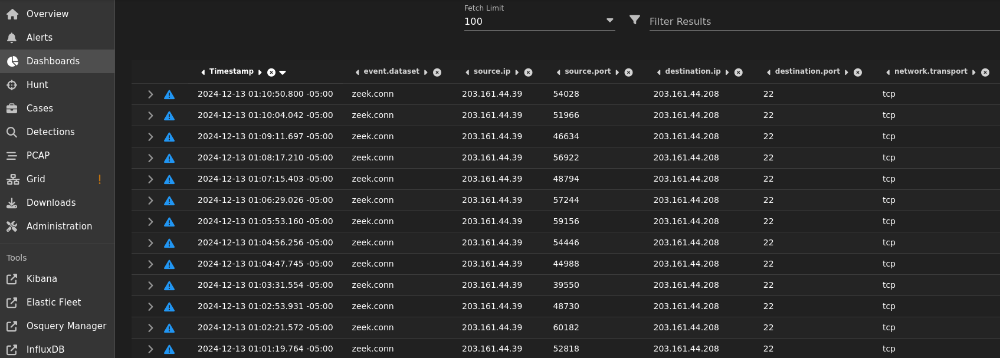 Overview
Alerts
Dashboards
Hunt
Cases
Detections
PCAP
Grid !
Downloads
Administration
Tools
Kibana
Elastic Fleet
Osquery Manager
InfluxDB
Fetch Limit
100 Filter Results
Timestamp event.dataset source.ip source.port destination.ip destination.port network.transport
2024-12-13 01:10:50.800 -05:00 zeek.conn 203.161.44.39 54028 203.161.44.208 22 tcp
2024-12-13 01:10:04.042 -05:00 zeek.conn 203.161.44.39 51966 203.161.44.208 22 tcp
2024-12-13 01:09:11.697 -05:00 zeek.conn 203.161.44.39 46634 203.161.44.208 22 tcp
2024-12-13 01:08:17.210 -05:00 zeek.conn 203.161.44.39 56922 203.161.44.208 22 tcp
2024-12-13 01:07:15.403 -05:00 zeek.conn 203.161.44.39 48794 203.161.44.208 22 tcp
2024-12-13 01:06:29.026 -05:00 zeek.conn 203.161.44.39 57244 203.161.44.208 22 tcp
2024-12-13 01:05:53.160 -05:00 zeek.conn 203.161.44.39 59156 203.161.44.208 22 tcp
2024-12-13 01:04:56.256 -05:00 zeek.conn 203.161.44.39 54446 203.161.44.208 22 tcp
2024-12-13 01:04:47.745 -05:00 zeek.conn 203.161.44.39 44988 203.161.44.208 22 tcp
2024-12-13 01:03:31.554 -05:00 zeek.conn 203.161.44.39 39550 203.161.44.208 22 tcp
2024-12-13 01:02:53.931 -05:00 zeek.conn 203.161.44.39 48730 203.161.44.208 22 tcp
2024-12-13 01:02:21.572 -05:00 zeek.conn 203.161.44.39 60182 203.161.44.208 22 tcp
2024-12-13 01:01:19.764 -05:00 zeek.conn 203.161.44.39 52818 203.161.44.208 22 tcp